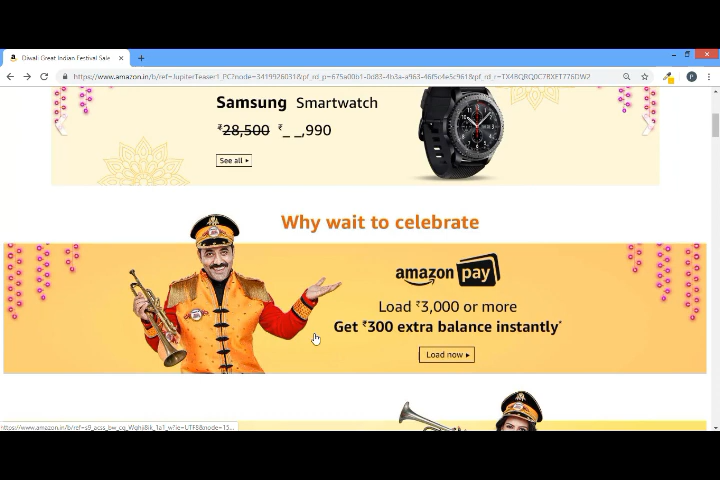 Diwali Great Indian Festival Sale
Samsung Smartwatch
₹28,500 ₹_ _,990
See all
Why wait to celebrate
amazon pay
Load ₹3,000 or more
Get ₹300 extra balance instantly*
Load now